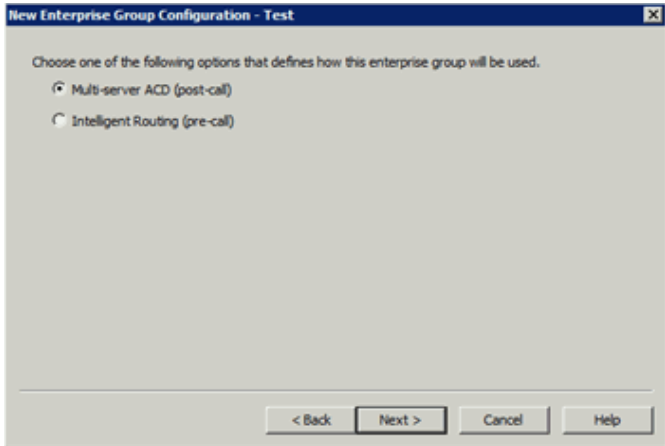 New Enterprise Group Configuration - Test
Choose one of the following options that defines how this enterprise group will be used.
Multi-server ACD (post-call)
Intelligent Routing (pre-call)
< Back Next > Cancel Help